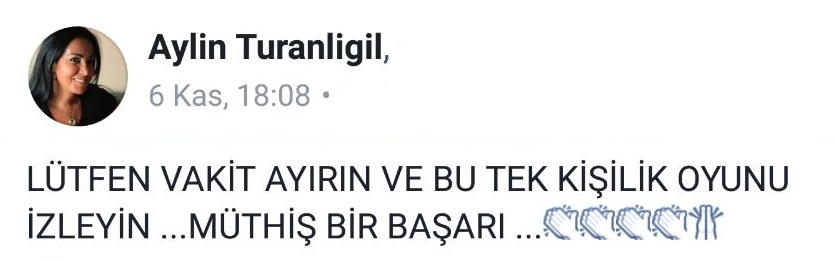 Aylin Turanligil,
6 Kas, 18:08 •
LÜTFEN VAKİT AYIRIN VE BU TEK KİŞİLİK OYUNU
İZLEYİN ...MÜTHİŞ BİR BAŞARI ...👏👏👏👏🙌